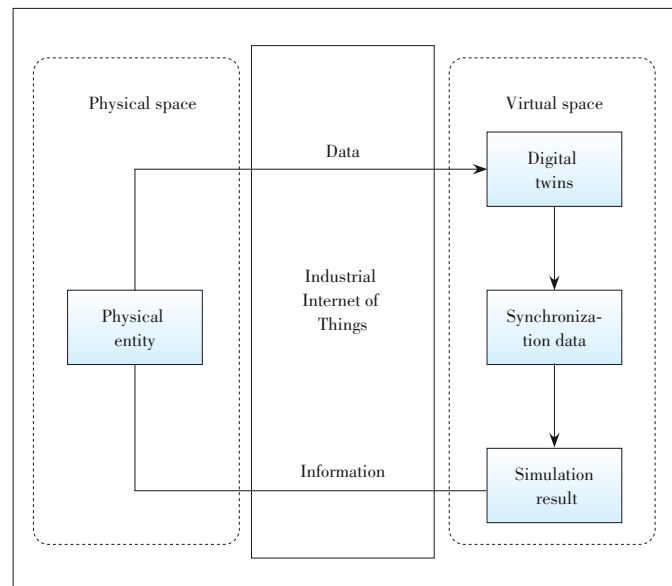 Physical space
Virtual space
Data
Digital
twins
Industrial
Internet of
Things
Physical
entity
Synchroniza-
tion data
Information
Simulation
result